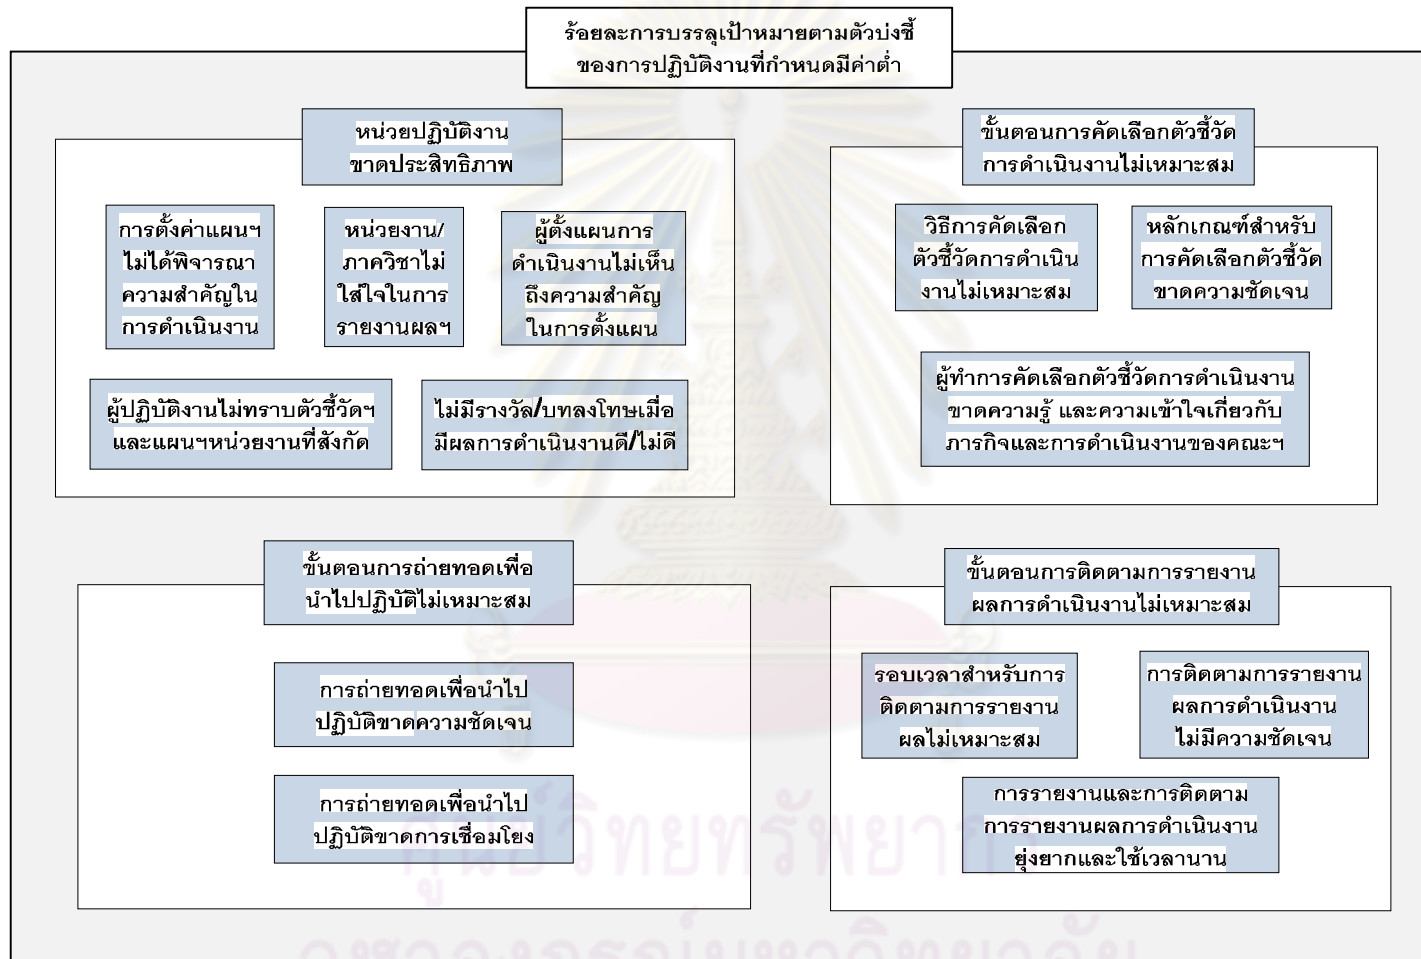 ร้อยละการบรรลุเป้าหมายตามตัวบ่งชี้
ของการปฏิบัติงานที่กำหนดมีค่าต่ำ
หน่วยปฏิบัติงาน
ขาดประสิทธิภาพ
การตั้งค่าแผนฯ
ไม่ได้พิจารณา
ความสำคัญใน
การดำเนินงาน
หน่วยงาน/
ภาควิชาไม่
ใส่ใจในการ
รายงานผลฯ
ผู้ตั้งแผนการ
ดำเนินงานไม่เห็น
ถึงความสำคัญ
ในการตั้งแผน
ผู้ปฏิบัติงานไม่ทราบตัวชี้วัดฯ
และแผนฯหน่วยงานที่สังกัด
ไม่มีรางวัล/บทลงโทษเมื่อ
มีผลการดำเนินงานดี/ไม่ดี
ขั้นตอนการคัดเลือกตัวชี้วัด
การดำเนินงานไม่เหมาะสม
วิธีการคัดเลือก
ตัวชี้วัดการดำเนิน
งานไม่เหมาะสม
หลักเกณฑ์สำหรับ
การคัดเลือกตัวชี้วัด
ขาดความชัดเจน
ผู้ทำการคัดเลือกตัวชี้วัดการดำเนินงาน
ขาดความรู้ และความเข้าใจเกี่ยวกับ
ภารกิจและการดำเนินงานของคณะฯ
ขั้นตอนการถ่ายทอดเพื่อ
นำไปปฏิบัติไม่เหมาะสม
การถ่ายทอดเพื่อนำไป
ปฏิบัติขาดความชัดเจน
การถ่ายทอดเพื่อนำไป
ปฏิบัติขาดการเชื่อมโยง
ขั้นตอนการติดตามการรายงาน
ผลการดำเนินงานไม่เหมาะสม
รอบเวลาสำหรับการ
ติดตามการรายงาน
ผลไม่เหมาะสม
การติดตามการรายงาน
ผลการดำเนินงาน
ไม่มีความชัดเจน
การรายงานและการติดตาม
การรายงานผลการดำเนินงาน
ยุ่งยากและใช้เวลานาน
ศูนย์วิทยทรัพยากร
จุฬาลงกรณ์มหาวิทยาลัย